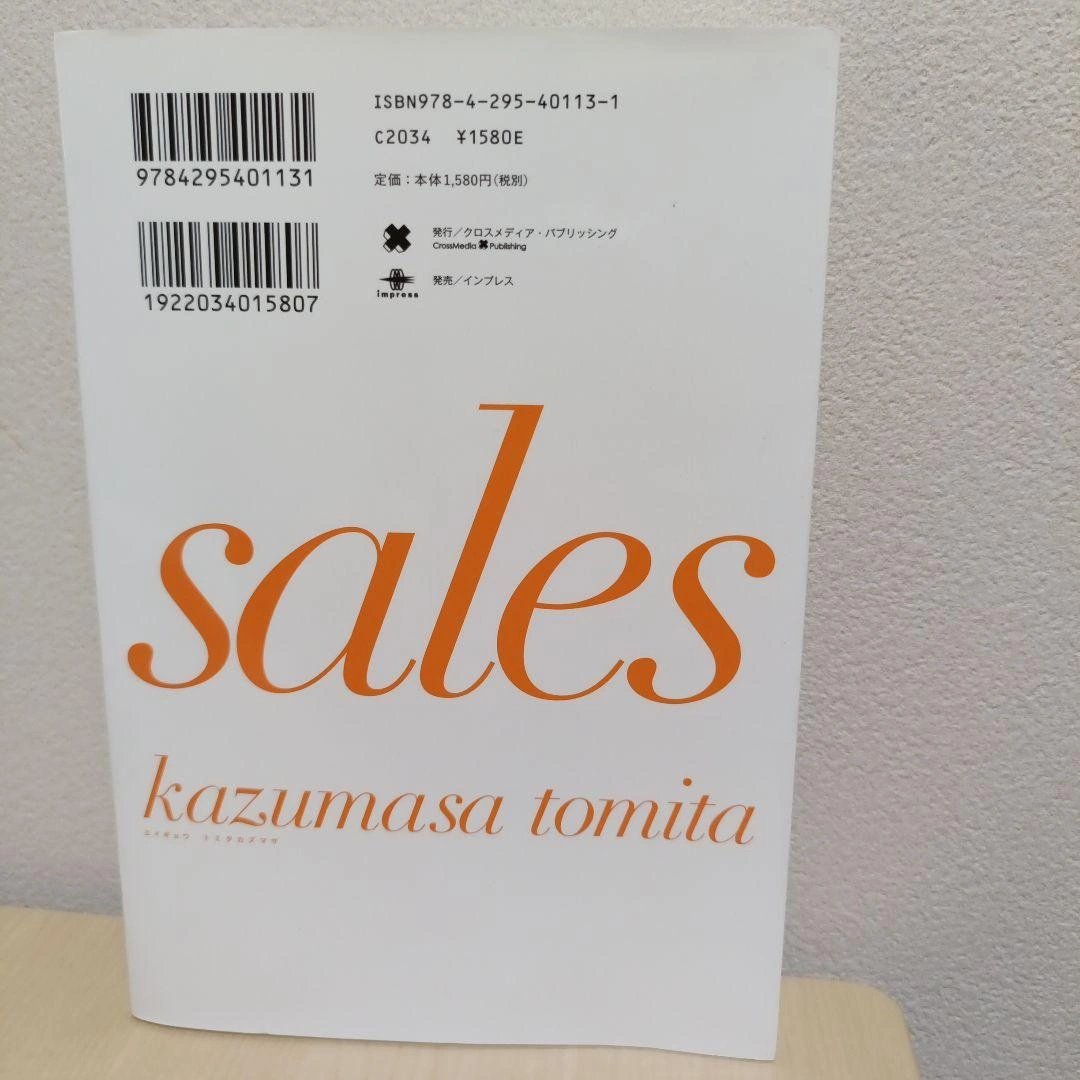 ISBN978-4-295-40113-1
C2034 ¥1580E
9784295401131
定価：本体1,580円（税別）
発行／クロスメディア・パブリッシング
CrossMedia Publishing
impress
発売／インプレス
1922034015807
sales
kazumasa tomita
エイギョウ トミタカズマサ